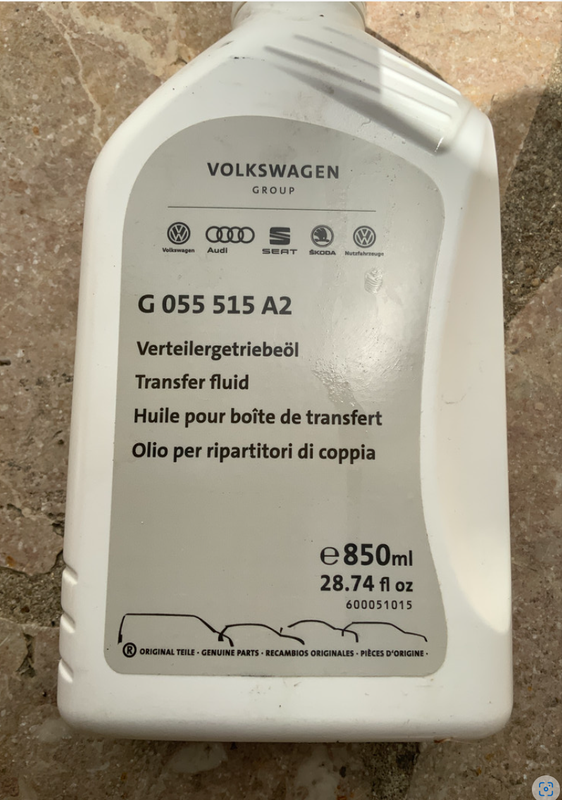 VOLKSWAGEN
GROUP
Volkswagen Audi SEAT ŠKODA Nutzfahrzeuge
G 055 515 A2
Verteilergetriebeöl
Transfer fluid
Huile pour boîte de transfert
Olio per ripartitori di coppia
e 850ml
28.74 fl oz
600051015
® ORIGINAL TEILE · GENUINE PARTS · RECAMBIOS ORIGINALES · PIÈCES D'ORIGINE ·